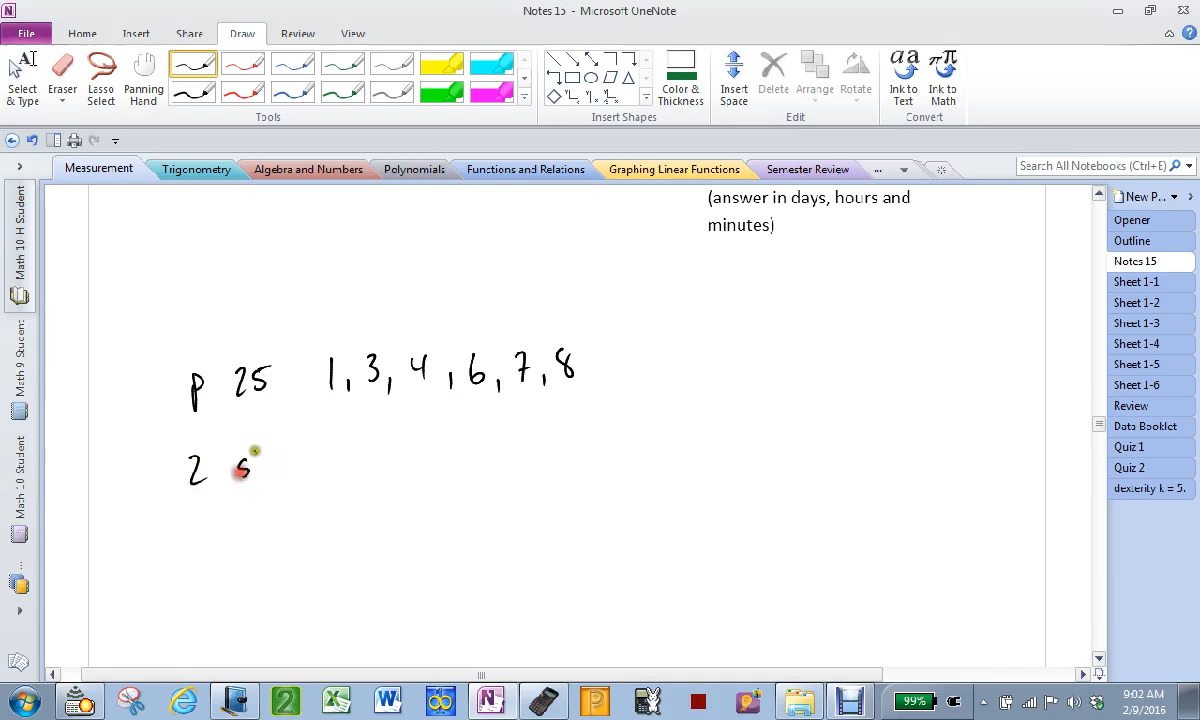 Notes 15 - Microsoft OneNote
File Home Insert Share Draw Review View
Select & Type
Eraser
Lasso Select
Panning Hand
Color & Thickness
Insert Space
Delete
Arrange
Rotate
Ink to Text
Ink to Math
Tools
Insert Shapes
Edit
Convert
Measurement Trigonometry Algebra and Numbers Polynomials Functions and Relations Graphing Linear Functions Semester Review ...
Search All Notebooks (Ctrl+E)
Math 10 H Student
Math 9 Student
Math 10 Student
New P...
Opener
Outline
Notes 15
Sheet 1-1
Sheet 1-2
Sheet 1-3
Sheet 1-4
Sheet 1-5
Sheet 1-6
Review
Data Booklet
Quiz 1
Quiz 2
dexterity k = 5.
(answer in days, hours and
minutes)
p 25 1, 3, 4, 6, 7, 8
2 s
99%
9:02 AM
2/9/2016